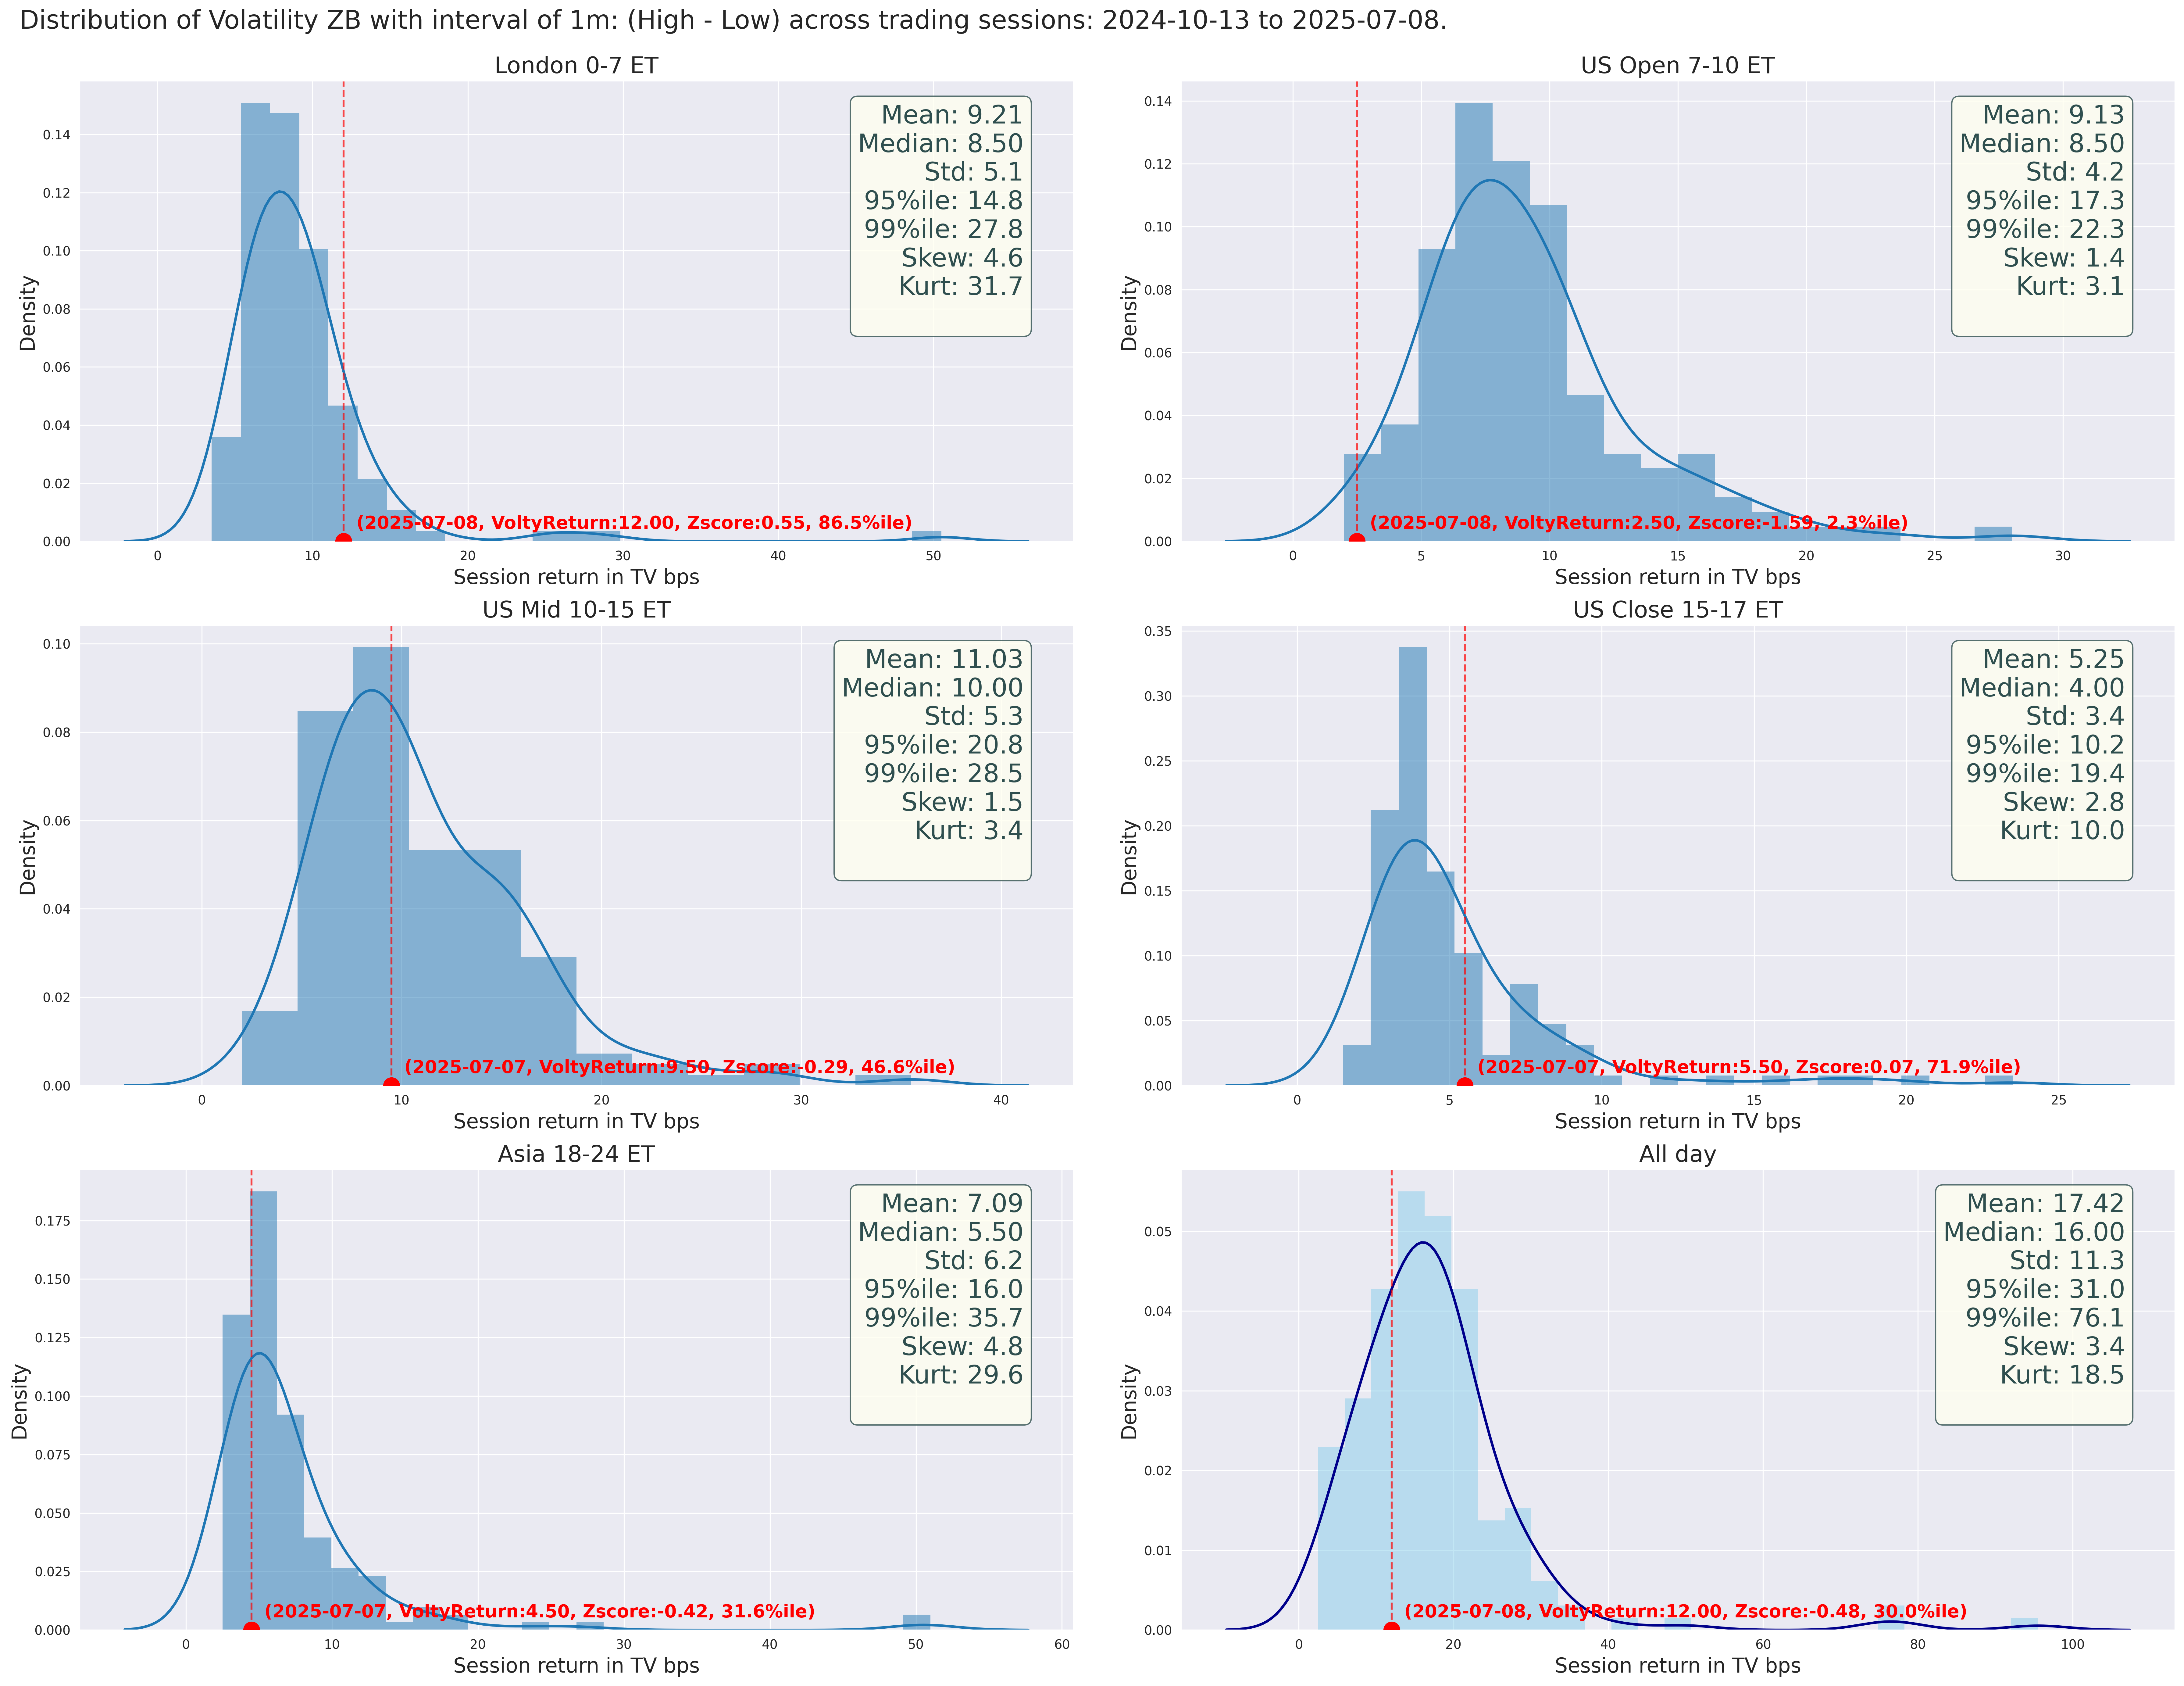 Distribution of Volatility ZB with interval of 1m: (High - Low) across trading sessions: 2024-10-13 to 2025-07-08.
London 0-7 ET
Mean: 9.21
Median: 8.50
Std: 5.1
95%ile: 14.8
99%ile: 27.8
Skew: 4.6
Kurt: 31.7
Density
0.14
0.12
0.10
0.08
0.06
0.04
0.02
0.00
(2025-07-08, VoltyReturn:12.00, Zscore:0.55, 86.5%ile)
0 10 20 30 40 50
Session return in TV bps
US Open 7-10 ET
Mean: 9.13
Median: 8.50
Std: 4.2
95%ile: 17.3
99%ile: 22.3
Skew: 1.4
Kurt: 3.1
Density
0.14
0.12
0.10
0.08
0.06
0.04
0.02
0.00
(2025-07-08, VoltyReturn:2.50, Zscore:-1.59, 2.3%ile)
0 5 10 15 20 25 30
Session return in TV bps
US Mid 10-15 ET
Mean: 11.03
Median: 10.00
Std: 5.3
95%ile: 20.8
99%ile: 28.5
Skew: 1.5
Kurt: 3.4
Density
0.10
0.08
0.06
0.04
0.02
0.00
(2025-07-07, VoltyReturn:9.50, Zscore:-0.29, 46.6%ile)
0 10 20 30 40
Session return in TV bps
US Close 15-17 ET
Mean: 5.25
Median: 4.00
Std: 3.4
95%ile: 10.2
99%ile: 19.4
Skew: 2.8
Kurt: 10.0
Density
0.35
0.30
0.25
0.20
0.15
0.10
0.05
0.00
(2025-07-07, VoltyReturn:5.50, Zscore:0.07, 71.9%ile)
0 5 10 15 20 25
Session return in TV bps
Asia 18-24 ET
Mean: 7.09
Median: 5.50
Std: 6.2
95%ile: 16.0
99%ile: 35.7
Skew: 4.8
Kurt: 29.6
Density
0.175
0.150
0.125
0.100
0.075
0.050
0.025
0.000
(2025-07-07, VoltyReturn:4.50, Zscore:-0.42, 31.6%ile)
0 10 20 30 40 50 60
Session return in TV bps
All day
Mean: 17.42
Median: 16.00
Std: 11.3
95%ile: 31.0
99%ile: 76.1
Skew: 3.4
Kurt: 18.5
Density
0.05
0.04
0.03
0.02
0.01
0.00
(2025-07-08, VoltyReturn:12.00, Zscore:-0.48, 30.0%ile)
0 20 40 60 80 100
Session return in TV bps